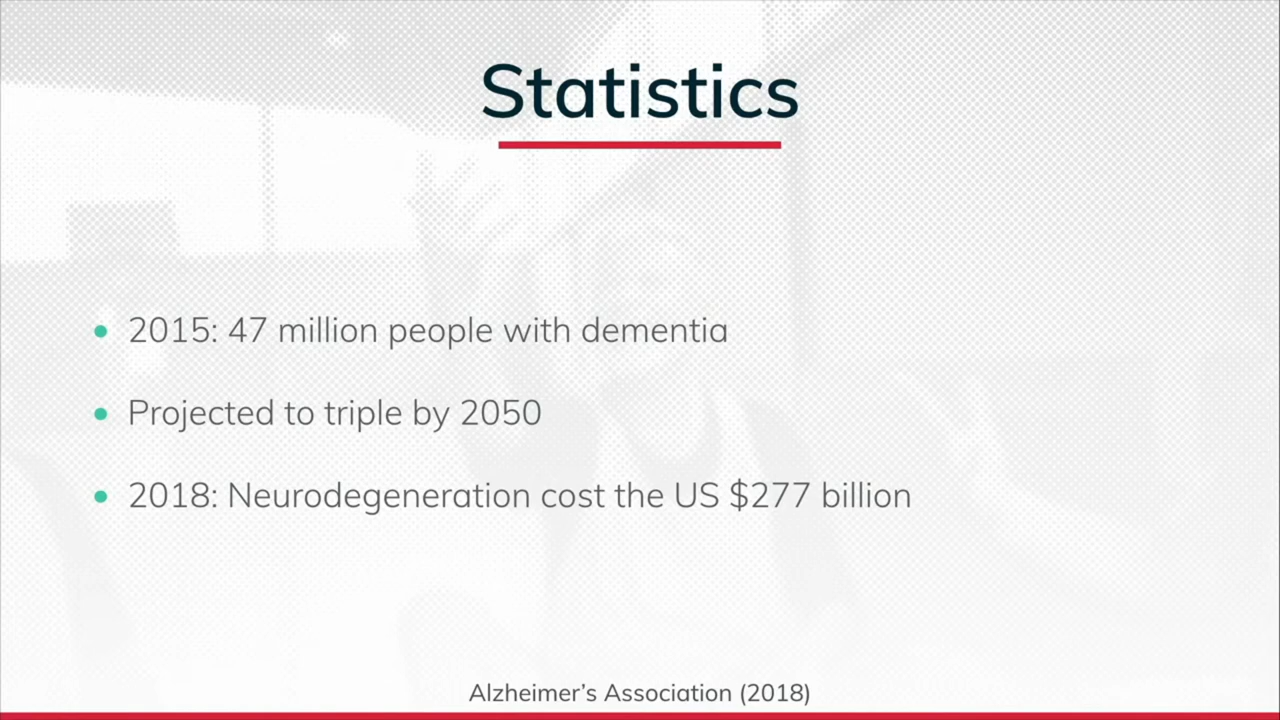 Statistics
2015: 47 million people with dementia
Projected to triple by 2050
2018: Neurodegeneration cost the US $277 billion
Alzheimer’s Association (2018)